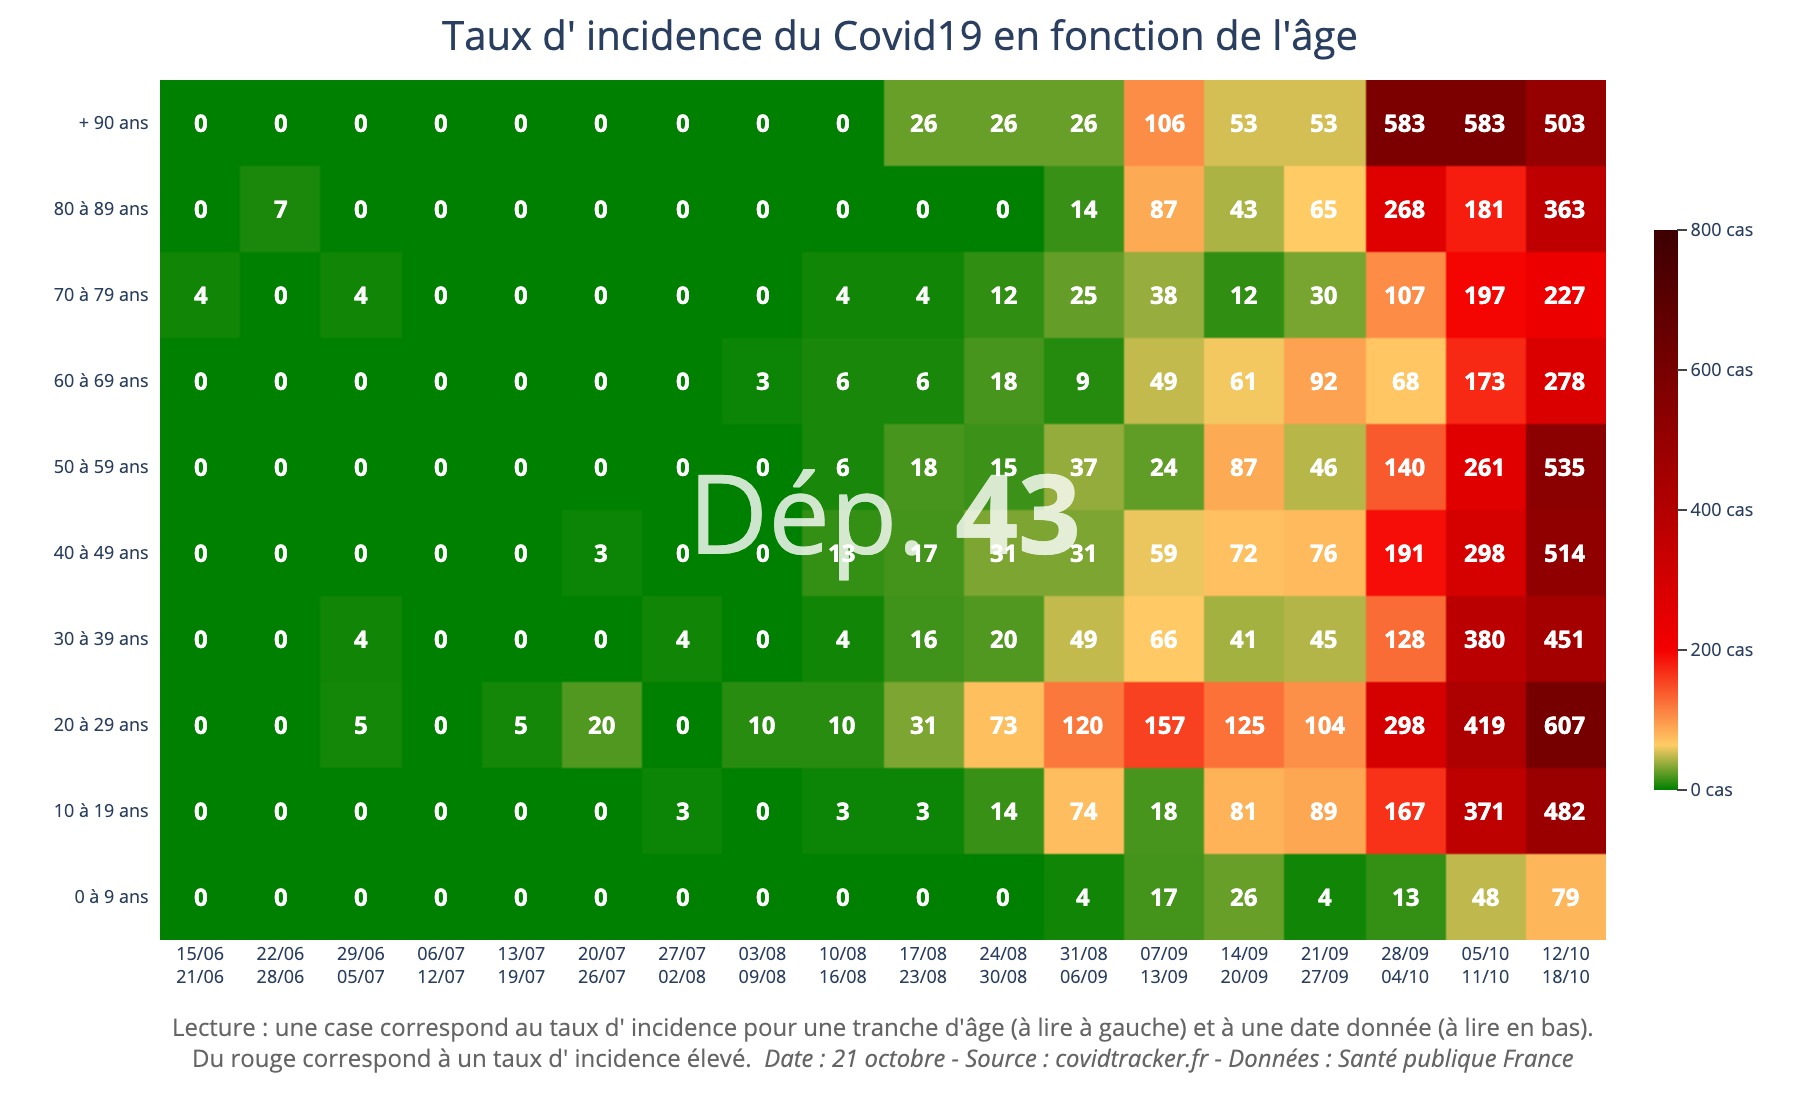 Taux d' incidence du Covid19 en fonction de l'âge
+ 90 ans 0 0 0 0 0 0 0 0 0 26 26 26 106 53 53 583 583 503
80 à 89 ans 0 7 0 0 0 0 0 0 0 0 0 14 87 43 65 268 181 363
800 cas
70 à 79 ans 4 0 4 0 0 0 0 0 4 4 12 25 38 12 30 107 197 227
600 cas
60 à 69 ans 0 0 0 0 0 0 0 3 6 6 18 9 49 61 92 68 173 278
50 à 59 ans 0 0 0 0 0 0 0 0 6 18 15 37 24 87 46 140 261 535
Dép. 43
400 cas
40 à 49 ans 0 0 0 0 0 3 0 0 13 17 31 31 59 72 76 191 298 514
30 à 39 ans 0 0 4 0 0 0 4 0 4 16 20 49 66 41 45 128 380 451
200 cas
20 à 29 ans 0 0 5 0 5 20 0 10 10 31 73 120 157 125 104 298 419 607
0 cas
10 à 19 ans 0 0 0 0 0 0 3 0 3 3 14 74 18 81 89 167 371 482
0 à 9 ans 0 0 0 0 0 0 0 0 0 0 0 4 17 26 4 13 48 79
15/06 22/06 29/06 06/07 13/07 20/07 27/07 03/08 10/08 17/08 24/08 31/08 07/09 14/09 21/09 28/09 05/10 12/10
21/06 28/06 05/07 12/07 19/07 26/07 02/08 09/08 16/08 23/08 30/08 06/09 13/09 20/09 27/09 04/10 11/10 18/10
Lecture : une case correspond au taux d' incidence pour une tranche d'âge (à lire à gauche) et à une date donnée (à lire en bas).
Du rouge correspond à un taux d' incidence élevé. Date : 21 octobre - Source : covidtracker.fr - Données : Santé publique France